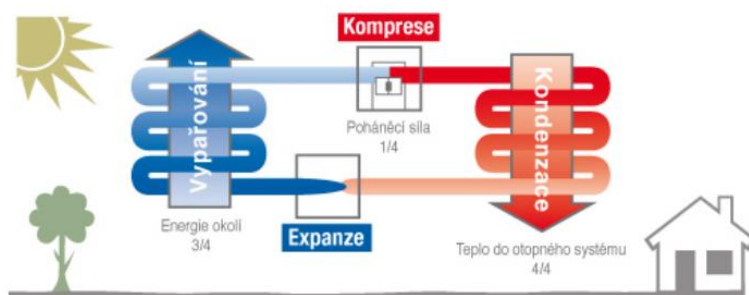 Komprese
Vypařování
Kondenzace
Poháněcí síla
1/4
Energie okolí
3/4
Expanze
Teplo do otopného systému
4/4